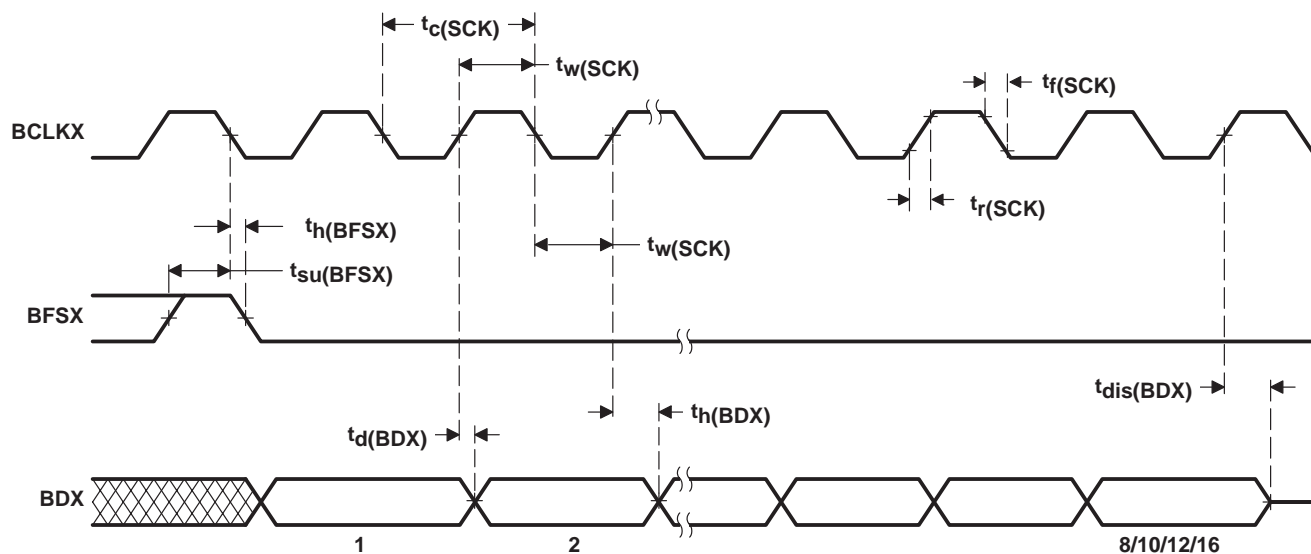 tc(SCK)
tw(SCK)
tf(SCK)
BCLKX
tr(SCK)
th(BFSX)
tw(SCK)
tsu(BFSX)
BFSX
tdis(BDX)
th(BDX)
td(BDX)
BDX
1 2 8/10/12/16